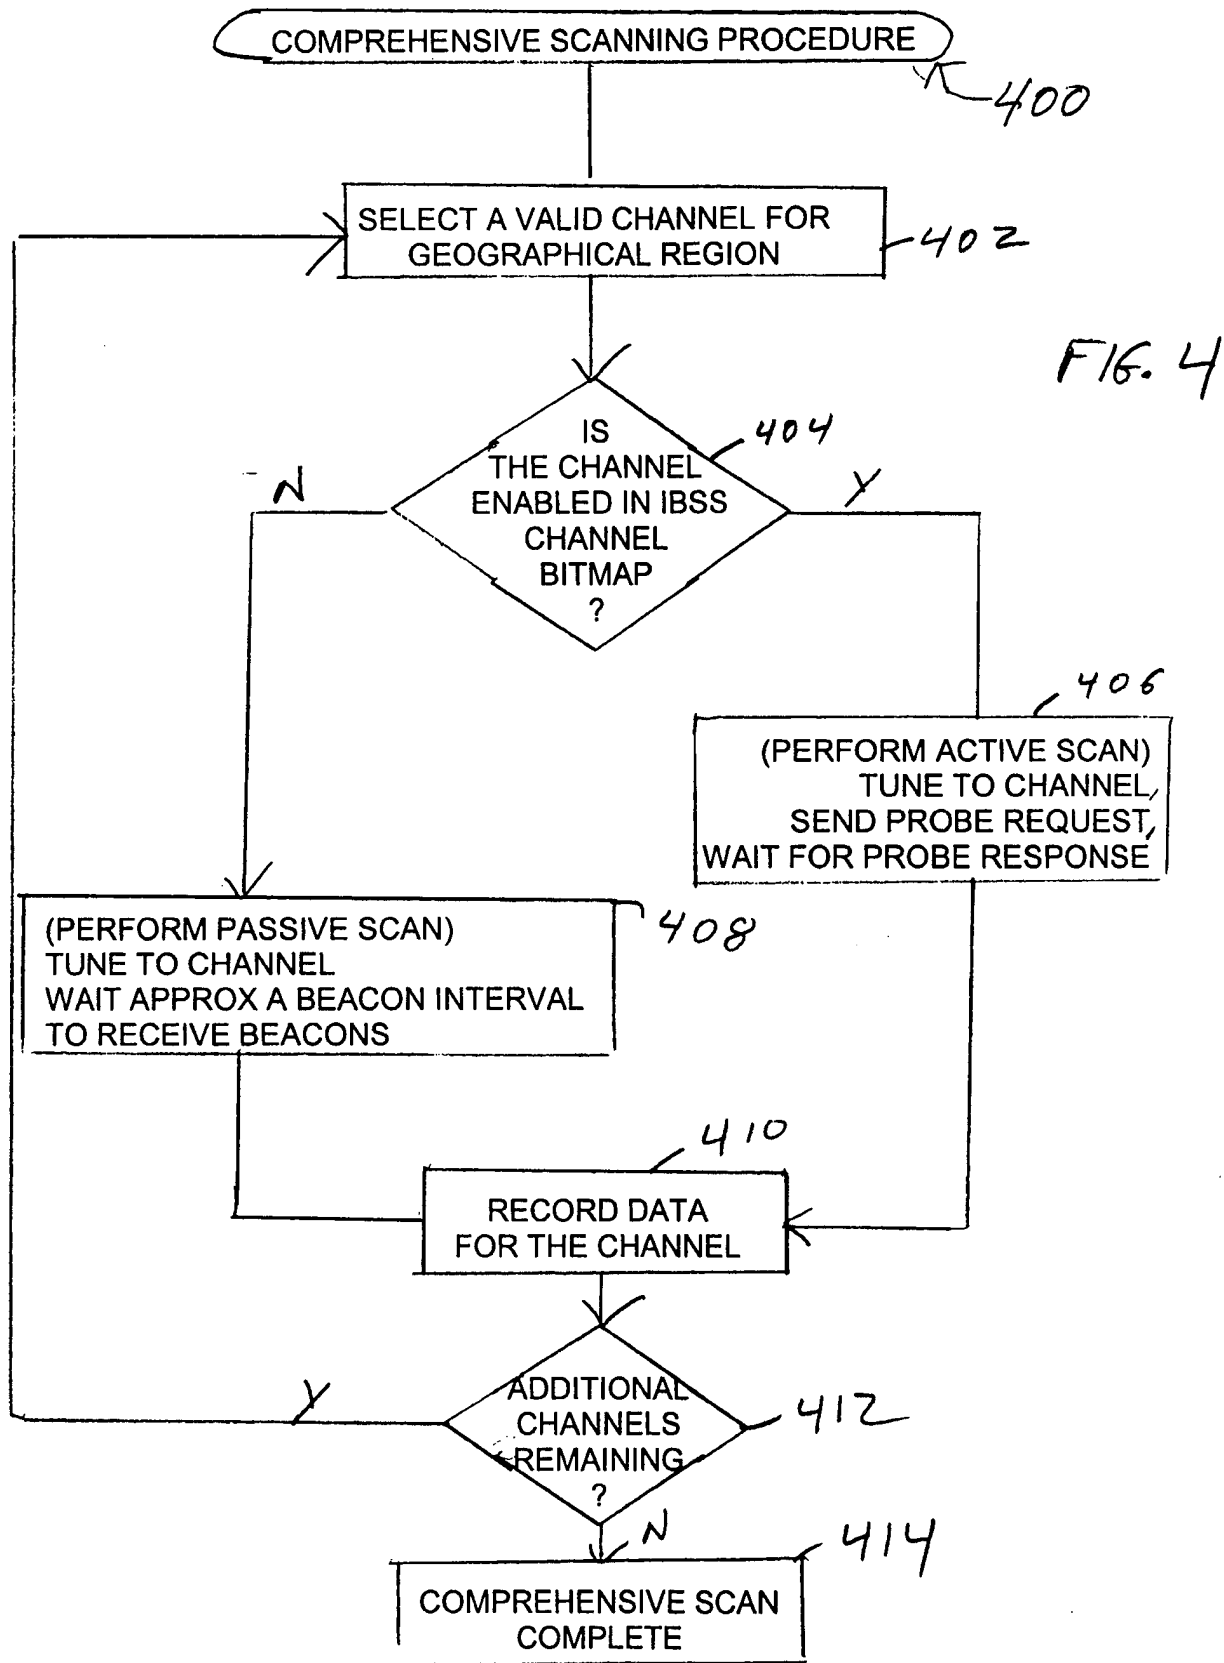 COMPREHENSIVE SCANNING PROCEDURE
400
SELECT A VALID CHANNEL FOR
GEOGRAPHICAL REGION
402
FIG. 4
IS
THE CHANNEL
ENABLED IN IBSS
CHANNEL
BITMAP
?
404
N
Y
406
(PERFORM ACTIVE SCAN)
TUNE TO CHANNEL,
SEND PROBE REQUEST,
WAIT FOR PROBE RESPONSE
408
(PERFORM PASSIVE SCAN)
TUNE TO CHANNEL
WAIT APPROX A BEACON INTERVAL
TO RECEIVE BEACONS
410
RECORD DATA
FOR THE CHANNEL
Y
ADDITIONAL
CHANNELS
REMAINING
?
412
N
414
COMPREHENSIVE SCAN
COMPLETE